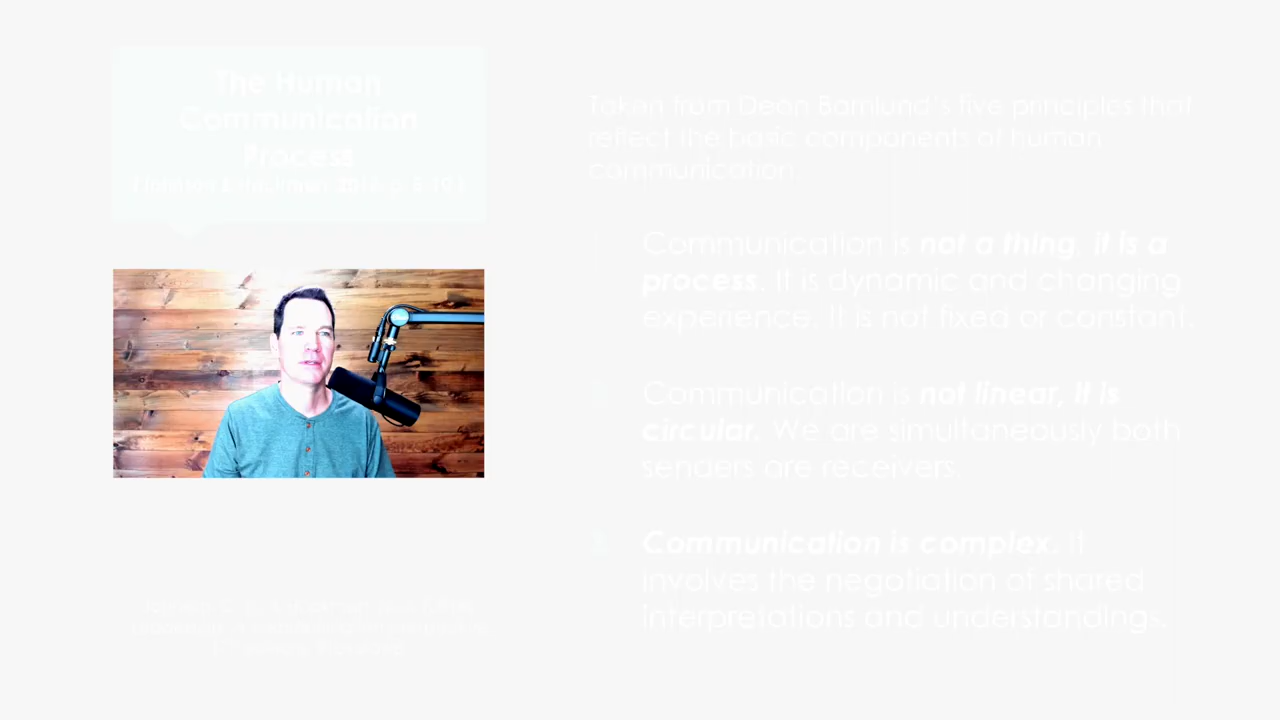 The Human
Communication
Process
Taken from Dean Barnlund's five principles that
reflect the basic components of human
communication.
Communication is not a thing, it is a
process. It is dynamic and changing
experience. It is not fixed or constant.
Communication is not linear, it is
circular. We are simultaneously both
senders are receivers.
Communication is complex. It
involves the negotiation of shared
interpretations and understandings.